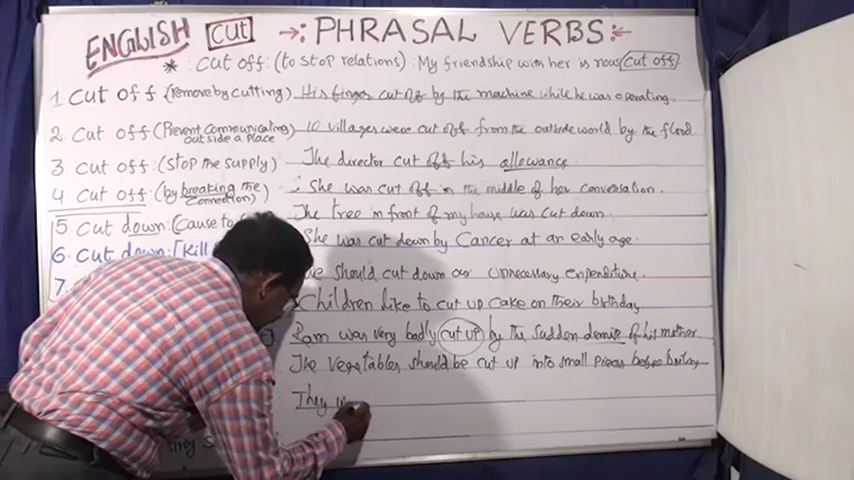 ENGLISH CUT → PHRASAL VERBS ←
* Cut off: (to stop relations): My friendship with her is now cut off.
1. Cut off (remove by cutting) His finger cut off by the machine while he was operating.
2. Cut off (Prevent communicating outside a place) 10 villages were cut off from the outside world by the flood.
3. Cut off (stop the supply) The director cut off his allowance.
4. Cut off (by breaking the connection) : She was cut off in the middle of her conversation.
5. Cut down (Cause to The tree in front of my house was cut down.
6. Cut down: [Kill She was cut down by Cancer at an early age.
7. should cut down our unnecessary expenditure.
Children like to cut up cake on their birthday
Ram was very badly cut up by the sudden demise of his mother.
The vegetables should be cut up into small pieces before
They